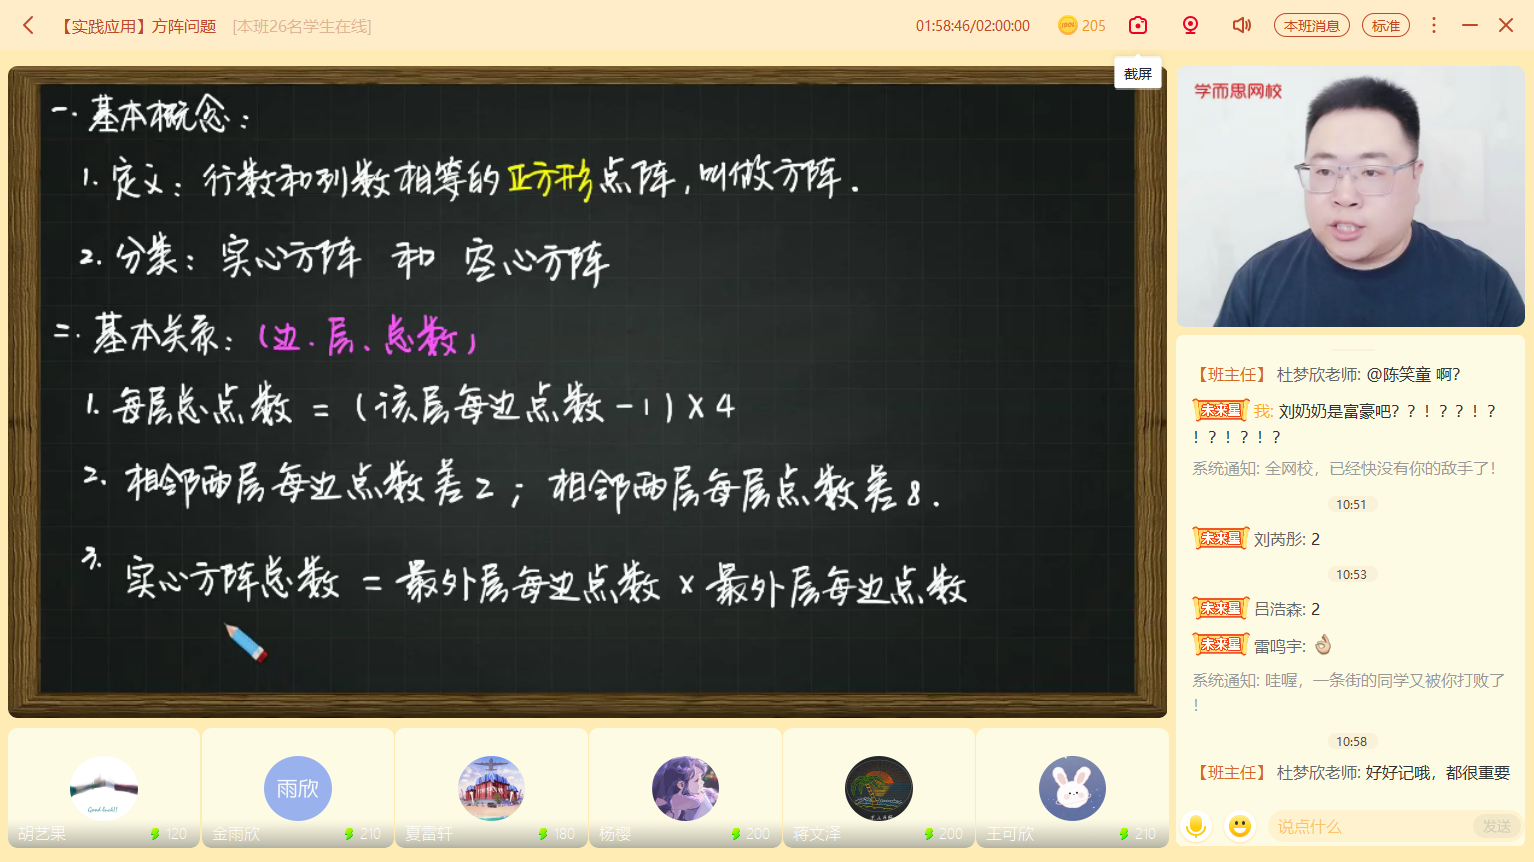 【实践应用】方阵问题 [本班26名学生在线] 01:58:46/02:00:00 205 本班消息 标准
截屏
一.基本概念：
1.定义：行数和列数相等的正方形点阵,叫做方阵.
2.分类：实心方阵 和 空心方阵
二.基本关系：(边.层、总数)
1.每层总点数 = (该层每边点数-1)×4
2.相邻两层每边点数差2；相邻两层每层点数差8.
3.实心方阵总数 = 最外层每边点数×最外层每边点数
学而思网校
【班主任】 杜梦欣老师: @陈笑童 啊?
未来星 我: 刘奶奶是富豪吧? ? ! ? ? ! ?
! ? ! ? ! ?
系统通知: 全网校，已经快没有你的敌手了!
10:51
未来星 刘芮彤: 2
10:53
未来星 吕浩森: 2
未来星 雷鸣宇: 👌
系统通知: 哇喔，一条街的同学又被你打败了
!
10:58
【班主任】 杜梦欣老师: 好好记哦，都很重要
说点什么 发送
Good luck!!
胡艺果 120
雨欣
金雨欣 210
夏富轩 180
杨樱 200
蒋文泽 200
王可欣 210